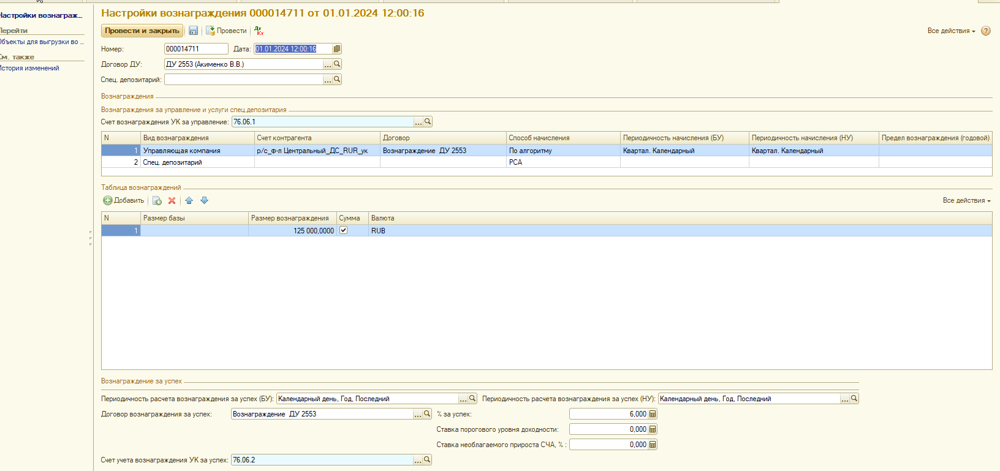 Настройки вознаграж...
Перейти
Объекты для выгрузки во ...
См. также
История изменений
Настройки вознаграждения 000014711 от 01.01.2024 12:00:16
Провести и закрыть
Провести
Дт Кт
Все действия
?
Номер: 000014711 Дата: 01.01.2024 12:00:16
Договор ДУ: ДУ 2553 (Акименко В.В.) ...
Спец. депозитарий: ...
Вознаграждения
Вознаграждения за управление и услуги спец.депозитария
Счет вознаграждения УК за управление: 76.06.1 ...
N Вид вознаграждения Счет контрагента Договор Способ начисления Периодичность начисления (БУ) Периодичность начисления (НУ) Предел вознаграждения (годовой)
1 Управляющая компания р/с_ф-л Центральный_ДС_RUR_ук Вознаграждение ДУ 2553 По алгоритму Квартал. Календарный Квартал. Календарный
2 Спец. депозитарий РСА
Таблица вознаграждений
Добавить
Все действия
N Размер базы Размер вознаграждения Сумма Валюта
1 125 000,0000 RUB
Вознаграждение за успех
Периодичность расчета вознаграждения за успех (БУ): Календарный день, Год, Последний ... Периодичность расчета вознаграждения за успех (НУ): Календарный день, Год, Последний ...
Договор вознаграждения за успех: Вознаграждение ДУ 2553 ... % за успех: 6,000
Ставка порогового уровня доходности: 0,000
Ставка необлагаемого прироста СЧА, % : 0,000
Счет учета вознаграждения УК за успех: 76.06.2 ...